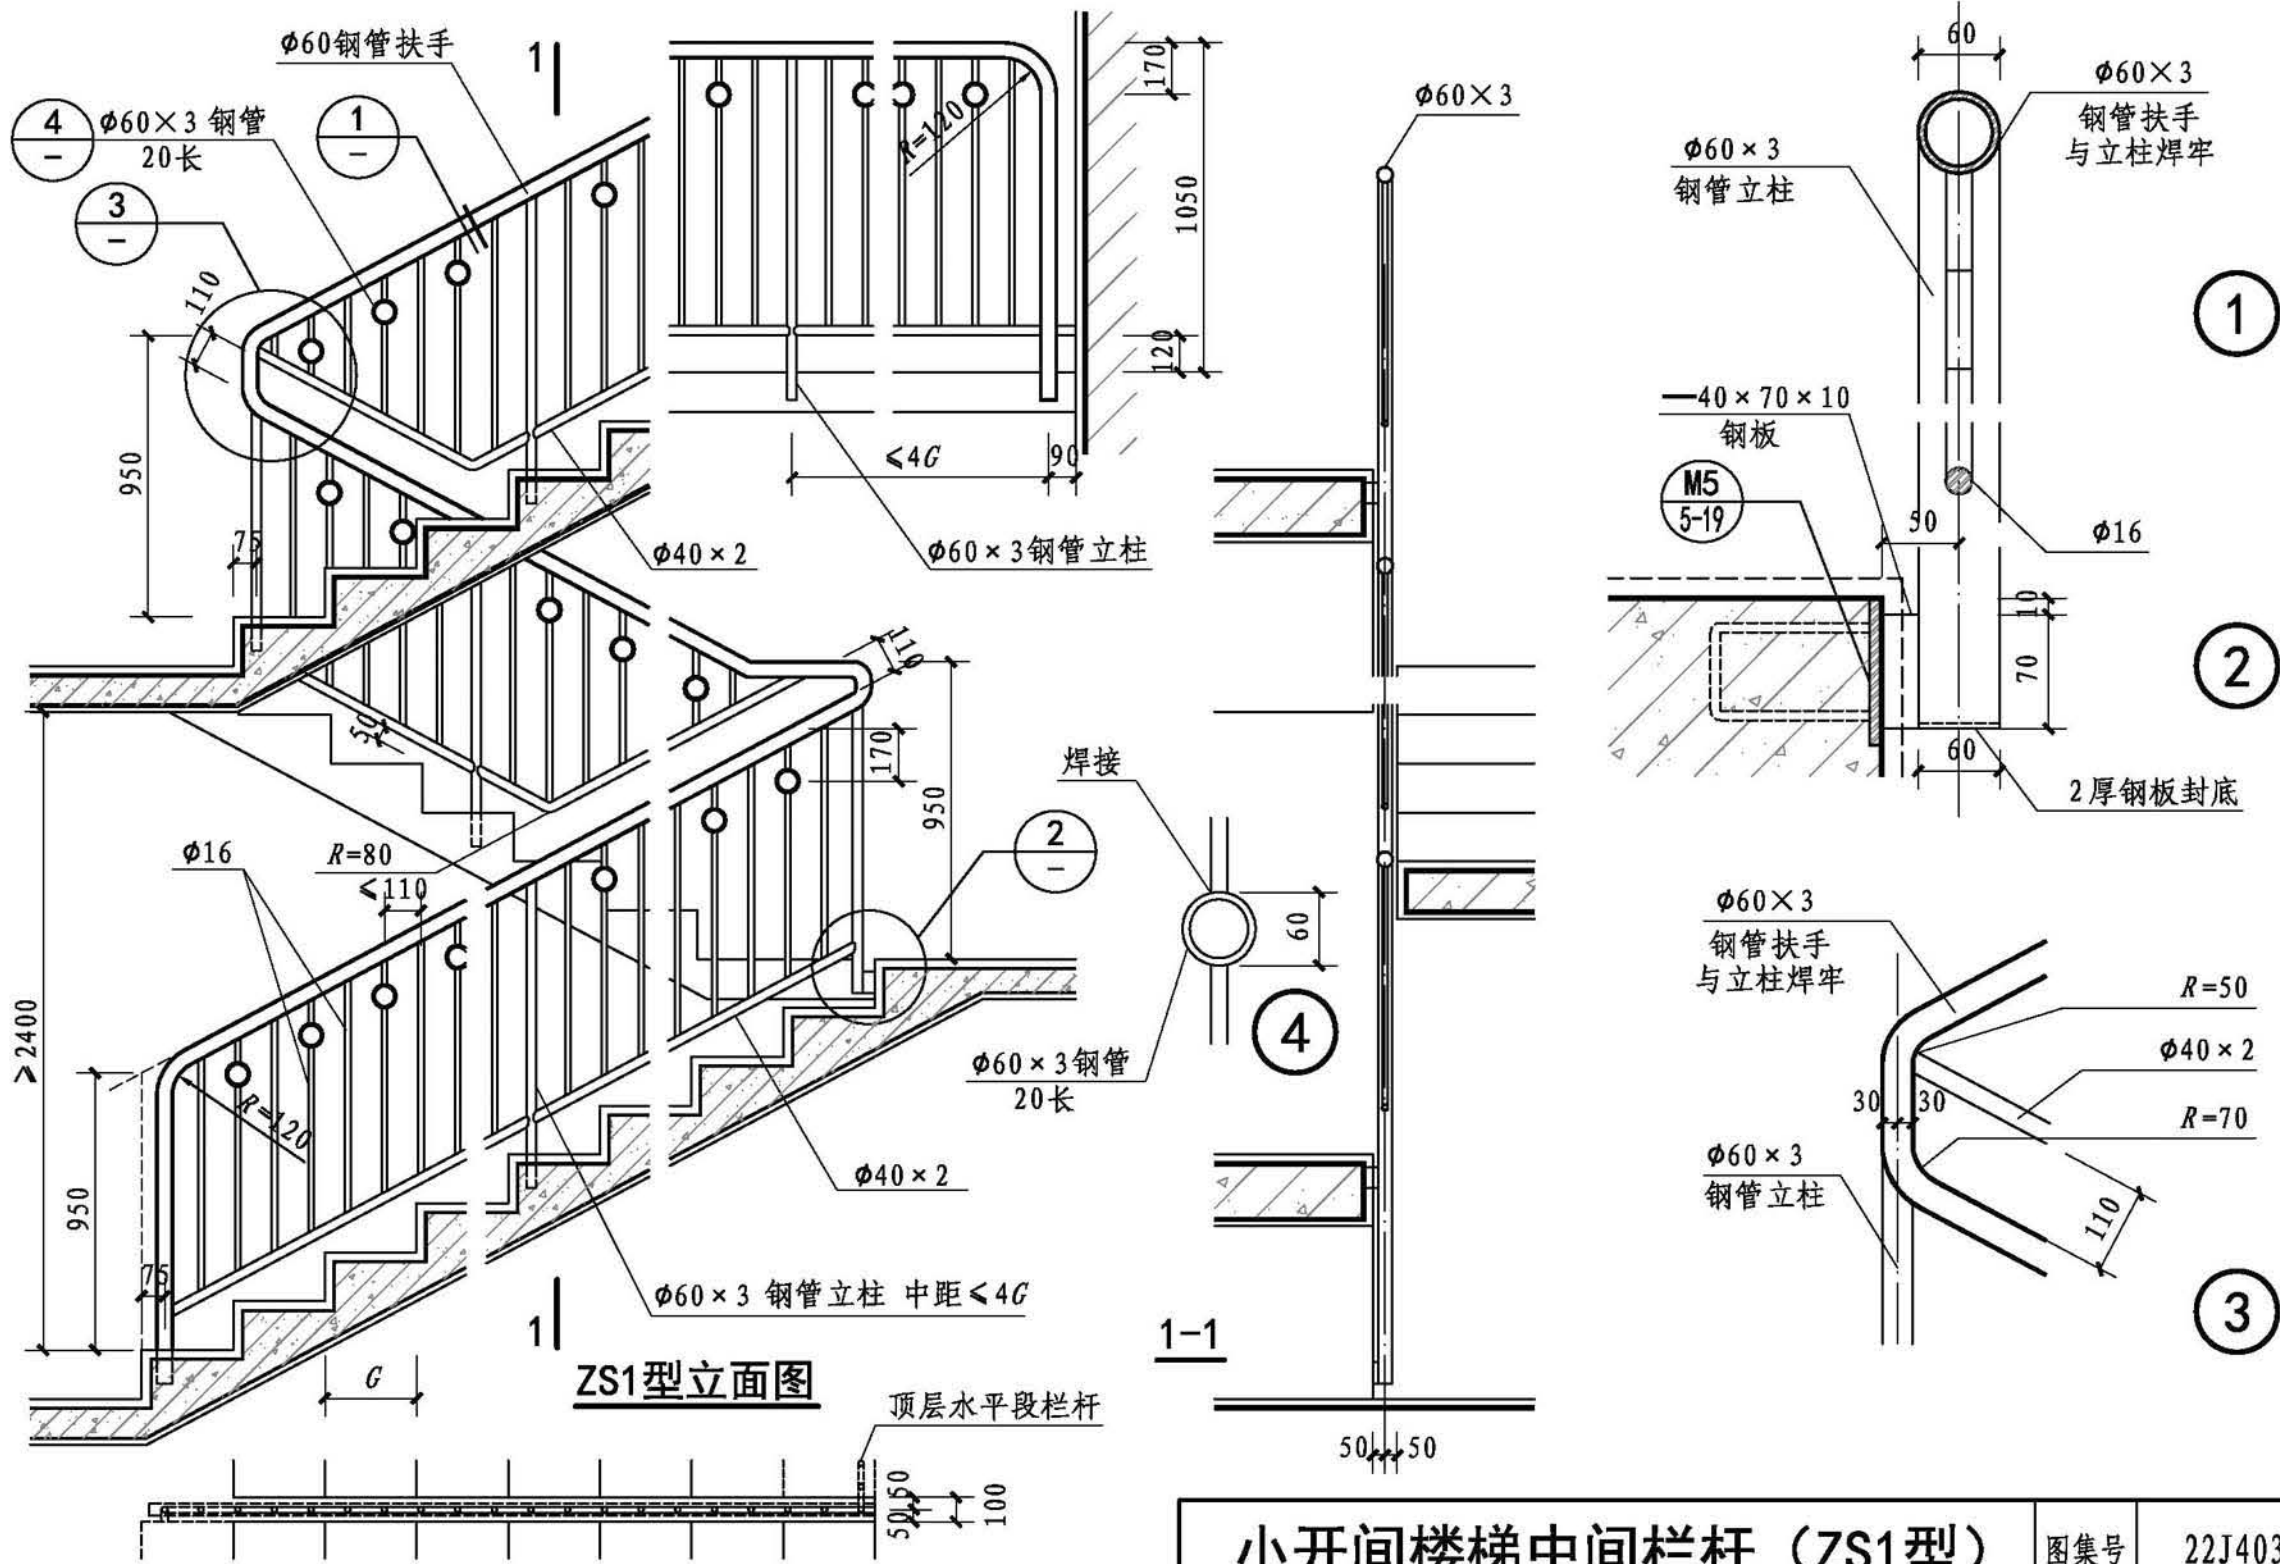 ϕ60钢管扶手
4
–
ϕ60×3 钢管
20长
1
–
3
–
110
950
75
1
170
R=120
1050
120
≤4G
90
ϕ40×2
ϕ60×3钢管立柱
110
50
170
950
2
–
ϕ16
R=80
≤110
≥2400
R=120
950
75
ϕ40×2
ϕ60×3 钢管立柱 中距≤4G
1
G
ZS1型立面图
顶层水平段栏杆
50
50
100
焊接
60
ϕ60×3钢管
20长
4
ϕ60×3
1-1
50
50
60
ϕ60×3
钢管扶手
与立柱焊牢
ϕ60×3
钢管立柱
1
—40×70×10
钢板
M5
5-19
50
ϕ16
10
70
60
2
2厚钢板封底
ϕ60×3
钢管扶手
与立柱焊牢
R=50
ϕ40×2
30
30
R=70
ϕ60×3
钢管立柱
110
3
小开间楼梯中间栏杆（ZS1型）
图集号
22J403